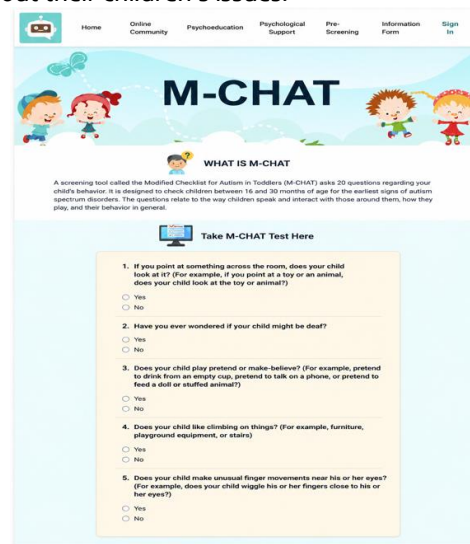 out their children's issues.
Home
Online Community
Psychoeducation
Psychological Support
Pre-Screening
Information Form
Sign In
M-CHAT
?
WHAT IS M-CHAT
A screening tool called the Modified Checklist for Autism in Toddlers (M-CHAT) asks 20 questions regarding your
child's behavior. It is designed to check children between 16 and 30 months of age for the earliest signs of autism
spectrum disorders. The questions relate to the way children speak and interact with those around them, how they
play, and their behavior in general.
Take M-CHAT Test Here
1. If you point at something across the room, does your child
look at it? (For example, if you point at a toy or an animal,
does your child look at the toy or animal?)
Yes
No
2. Have you ever wondered if your child might be deaf?
Yes
No
3. Does your child play pretend or make-believe? (For example, pretend
to drink from an empty cup, pretend to talk on a phone, or pretend to
feed a doll or stuffed animal?)
Yes
No
4. Does your child like climbing on things? (For example, furniture,
playground equipment, or stairs)
Yes
No
5. Does your child make unusual finger movements near his or her eyes?
(For example, does your child wiggle his or her fingers close to his or
her eyes?)
Yes
No